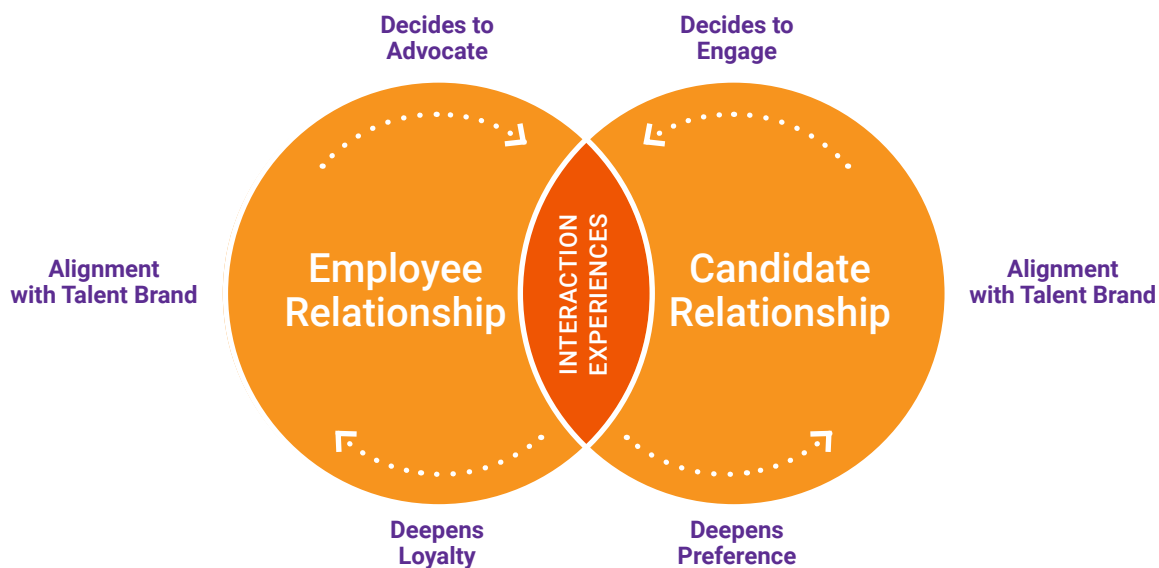 Decides to
Advocate
Decides to
Engage
Alignment
with Talent Brand
Employee
Relationship
INTERACTION
EXPERIENCES
Candidate
Relationship
Alignment
with Talent Brand
Deepens
Loyalty
Deepens
Preference